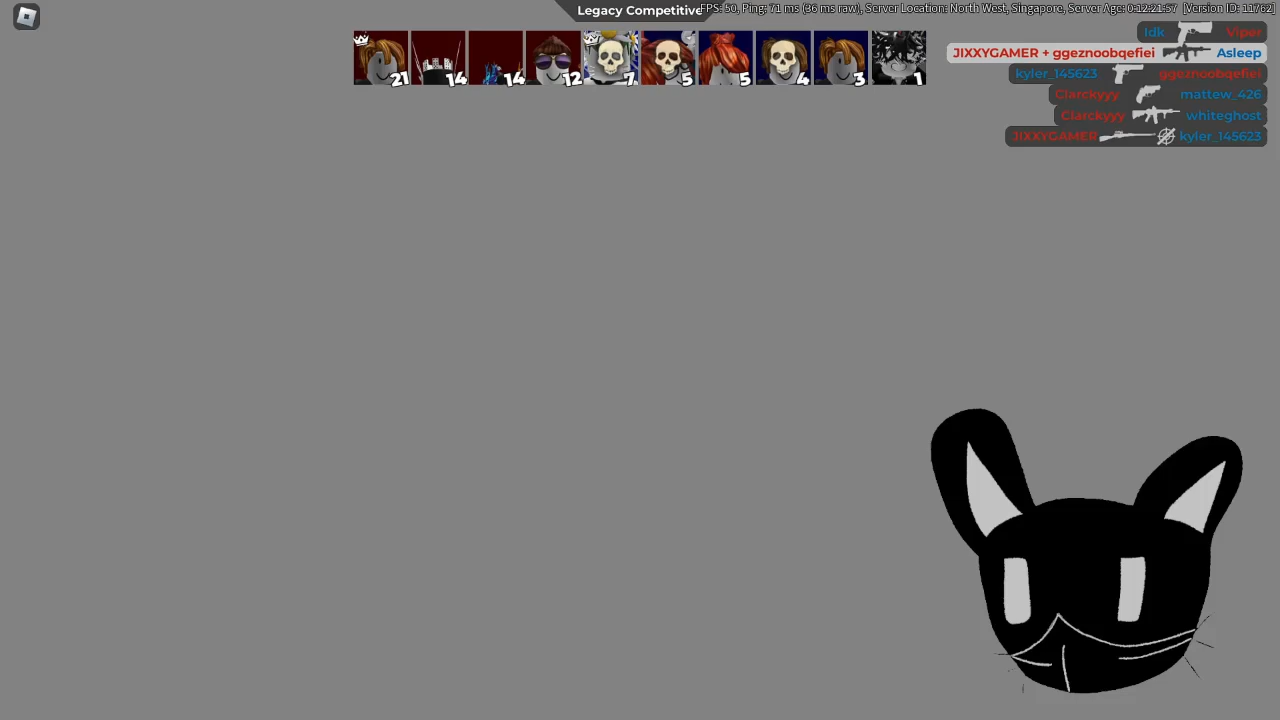 Legacy Competitive
FPS: 50, Ping: 71 ms (36 ms raw), Server Location: North West, Singapore, Server Age: 0:12:21:57 [Version ID: 11762]
21 14 14 12 7 5 5 4 3 1
Idk Viper
JIXXYGAMER + ggeznoobqefiei Asleep
kyler_145623 ggeznoobqefiei
Clarckyyy mattew_426
Clarckyyy whiteghost
JIXXYGAMER kyler_145623